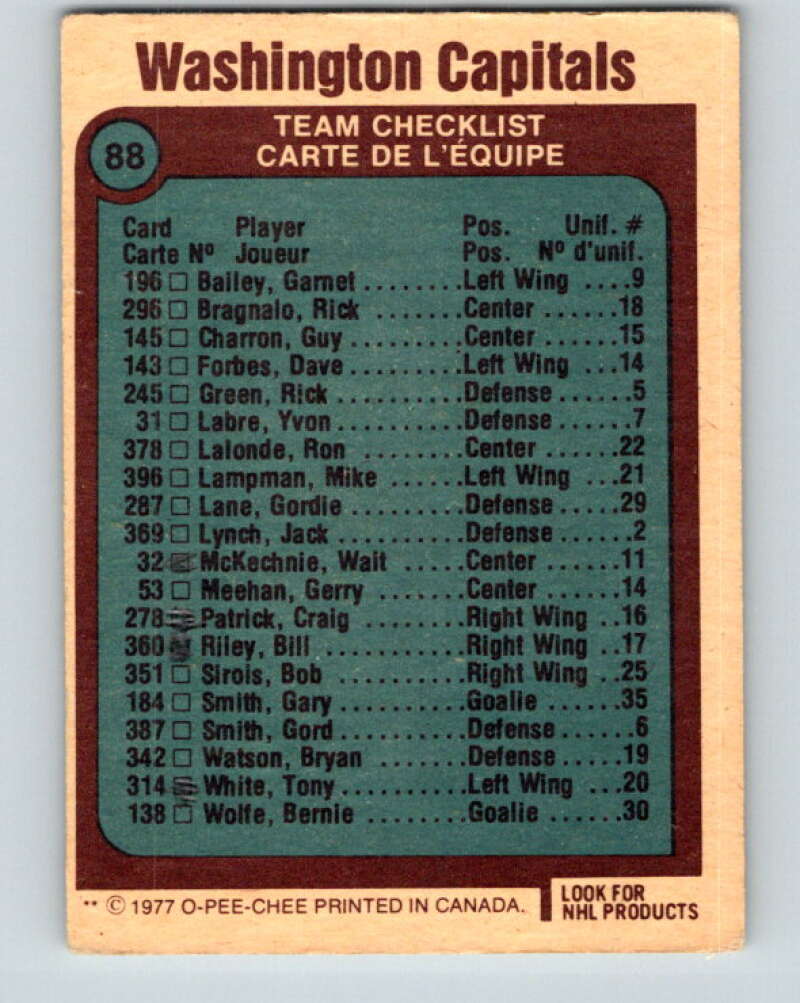 Washington Capitals
88
TEAM CHECKLIST
CARTE DE L'ÉQUIPE
Card Player Pos. Unif. #
Carte Nº Joueur Pos. Nº d'unif.
196 □ Bailey, Garnet ........Left Wing ....9
296 □ Bragnalo, Rick .......Center ......18
145 □ Charron, Guy..........Center ......15
143 □ Forbes, Dave..........Left Wing ...14
245 □ Green, Rick...........Defense ......5
31 □ Labre, Yvon...........Defense ......7
378 □ Lalonde, Ron .........Center ......22
396 □ Lampman, Mike ......Left Wing ...21
287 □ Lane, Gordie..........Defense .....29
369 □ Lynch, Jack...........Defense ......2
32 □ McKechnie, Walt .....Center ......11
53 □ Meehan, Gerry .......Center ......14
278 □ Patrick, Craig ........Right Wing ..16
360 □ Riley, Bill ............Right Wing ..17
351 □ Sirois, Bob ...........Right Wing ..25
184 □ Smith, Gary...........Goalie ......35
387 □ Smith, Gord...........Defense ......6
342 □ Watson, Bryan .......Defense .....19
314 □ White, Tony...........Left Wing ...20
138 □ Wolfe, Bernie ........Goalie ......30
** © 1977 O-PEE-CHEE PRINTED IN CANADA.
LOOK FOR
NHL PRODUCTS